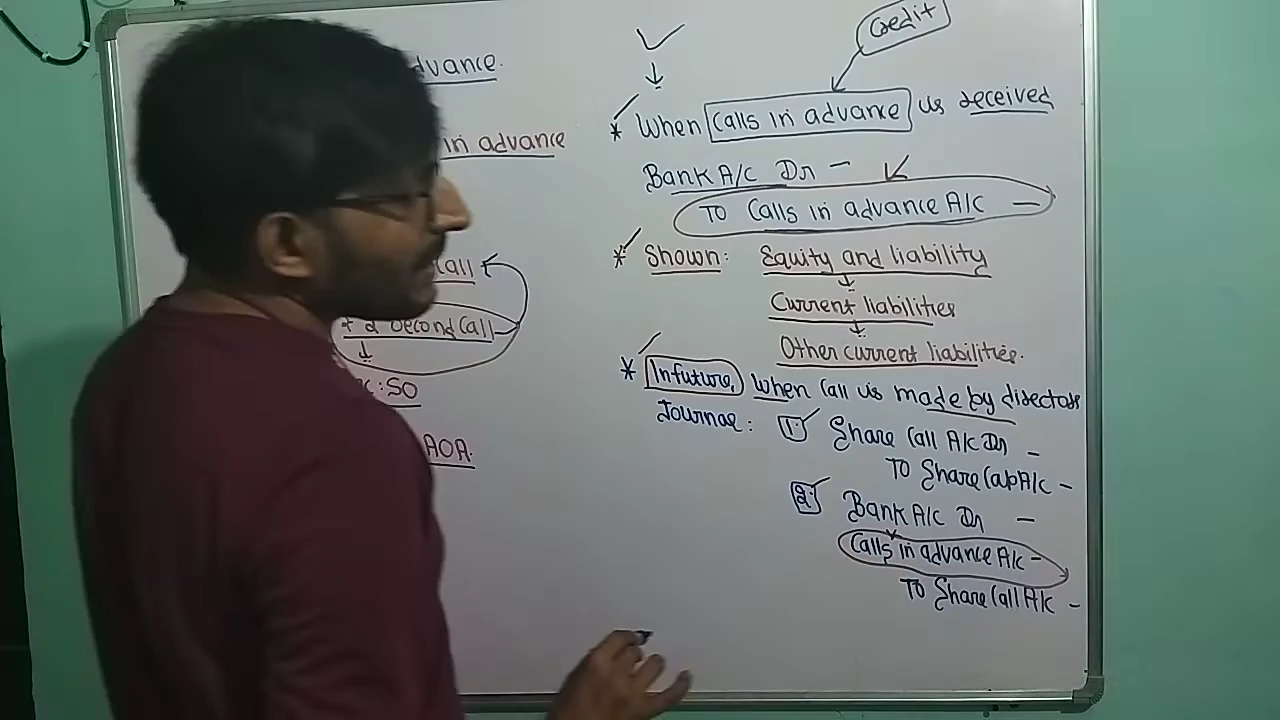 dvance.
in advance
Call
+ 2 Second Call
: 50
AOA.
Credit
* When Calls in advance is received
Bank A/c Dr -
To Calls in advance A/c -
* Shown: Equity and liability
Current liabilities
Other current liabilities.
* In future, when Call is made by directors
Journal: 1. Share Call A/c Dr -
To Share Cap A/c -
2. Bank A/c Dr -
Calls in advance A/c -
To Share Call A/c -